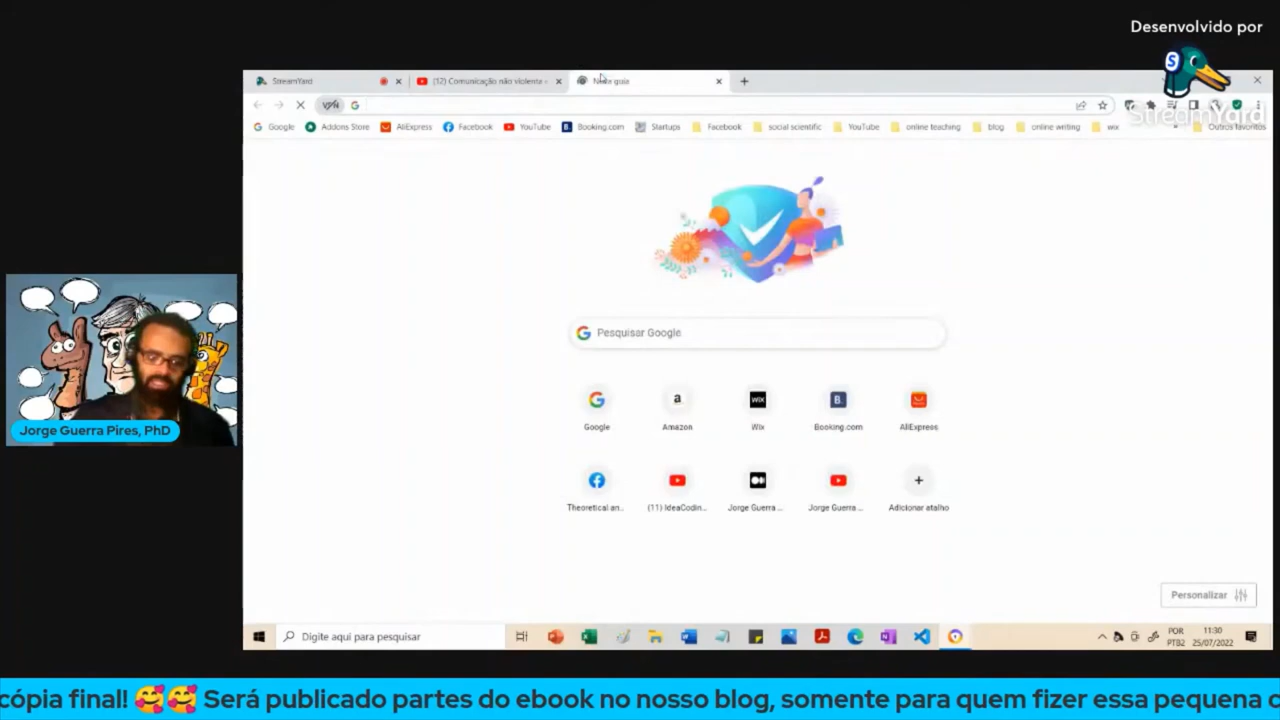 Desenvolvido por
S
StreamYard
StreamYard
(12) Comunicação não violenta -
Nova guia
VPN
Google
Addons Store
AliExpress
Facebook
YouTube
Booking.com
Startups
Facebook
social scientific
YouTube
online teaching
blog
online writing
wix
Outros favoritos
Pesquisar Google
Google
Amazon
Wix
Booking.com
AliExpress
Theoretical an...
(11) IdeaCodin...
Jorge Guerra ...
Jorge Guerra ...
Adicionar atalho
Jorge Guerra Pires, PhD
Personalizar
Digite aqui para pesquisar
POR
PTB2
11:30
25/07/2022
cópia final! 🥰🥰 Será publicado partes do ebook no nosso blog, somente para quem fizer essa pequena